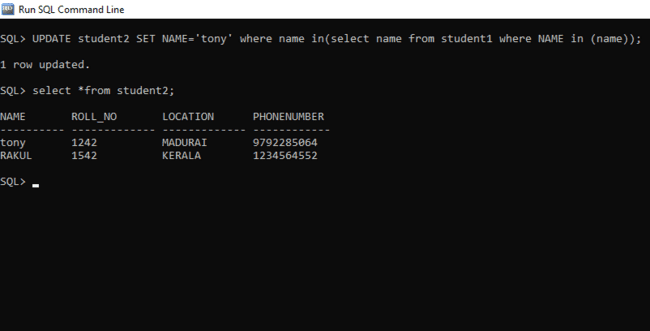 Run SQL Command Line
SQL> UPDATE student2 SET NAME='tony' where name in(select name from student1 where NAME in (name));
1 row updated.
SQL> select *from student2;
NAME ROLL_NO LOCATION PHONENUMBER
---------- ------------- ------------- ------------
tony 1242 MADURAI 9792285064
RAKUL 1542 KERALA 1234564552
SQL>